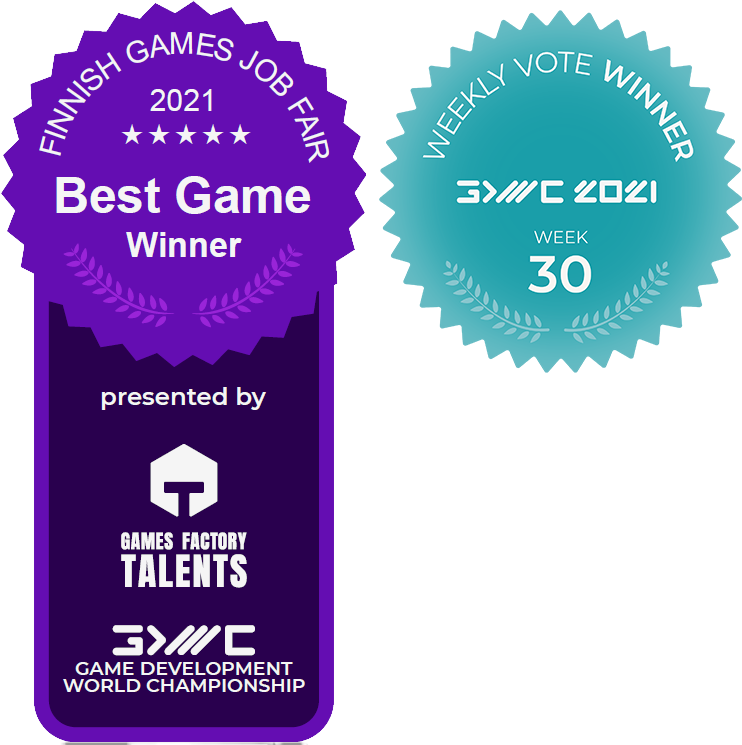 FINNISH GAMES JOB FAIR
2021
★★★★★
Best Game
Winner
presented by
GAMES FACTORY
TALENTS
GDWC
GAME DEVELOPMENT
WORLD CHAMPIONSHIP
WEEKLY VOTE WINNER
GDWC 2021
WEEK
30